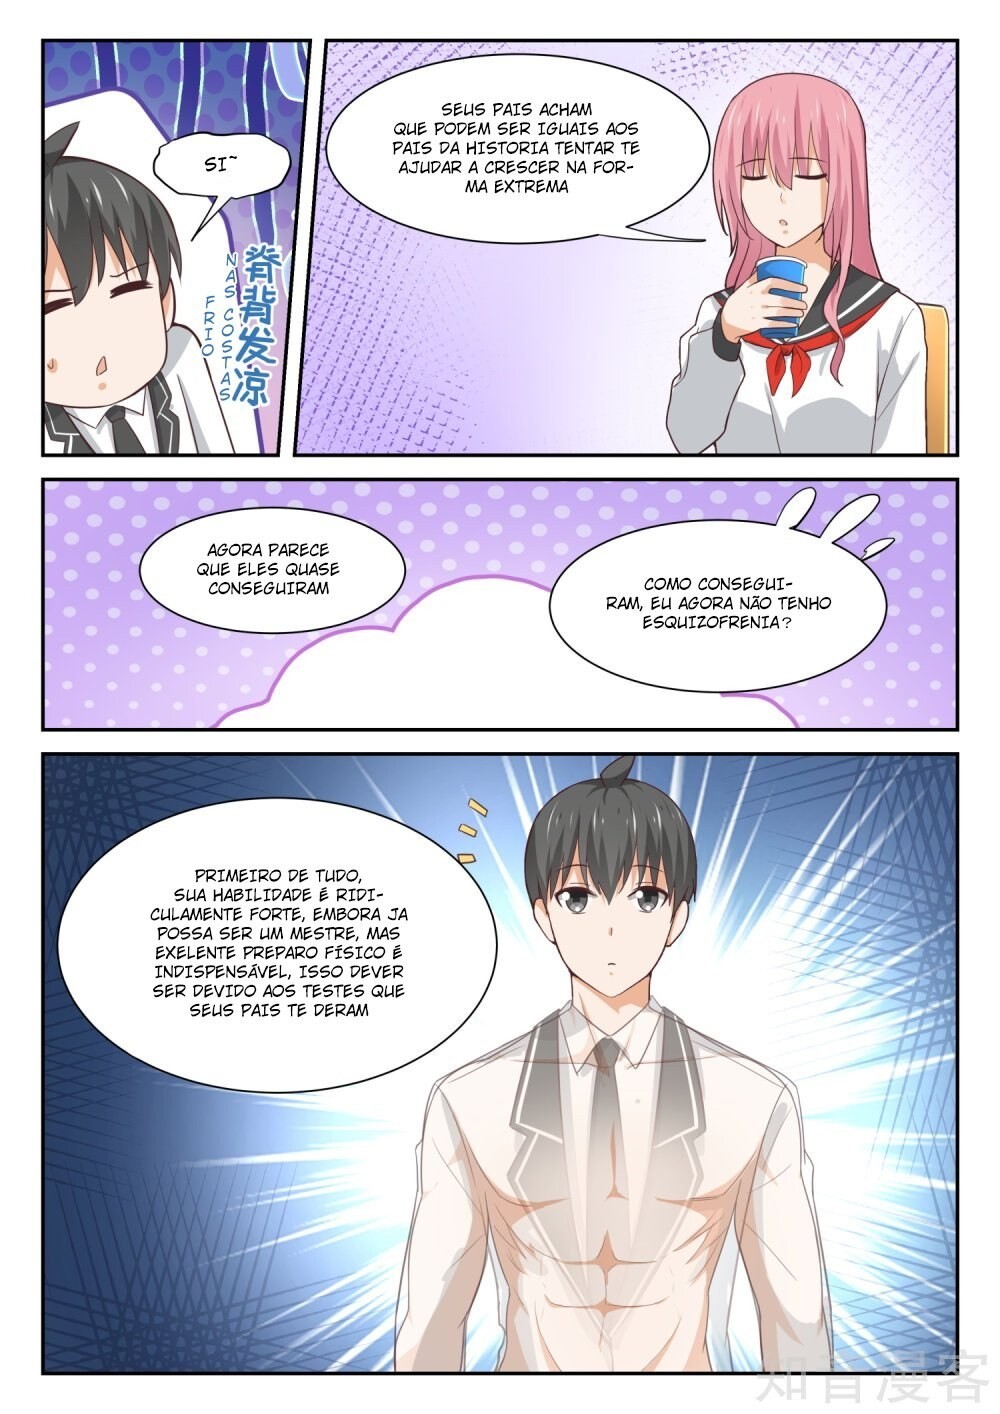 SI~
脊背发凉
NAS COSTAS
FRIO
SEUS PAIS ACHAM
QUE PODEM SER IGUAIS AOS
PAIS DA HISTORIA TENTAR TE
AJUDAR A CRESCER NA FOR-
MA EXTREMA
AGORA PARECE
QUE ELES QUASE
CONSEGUIRAM
COMO CONSEGUI-
RAM, EU AGORA NÃO TENHO
ESQUIZOFRENIA?
PRIMEIRO DE TUDO,
SUA HABILIDADE É RIDI-
CULAMENTE FORTE, EMBORA JA
POSSA SER UM MESTRE, MAS
EXELENTE PREPARO FÍSICO É
INDISPENSÁVEL, ISSO DEVER
SER DEVIDO AOS TESTES QUE
SEUS PAIS TE DERAM
知音漫客